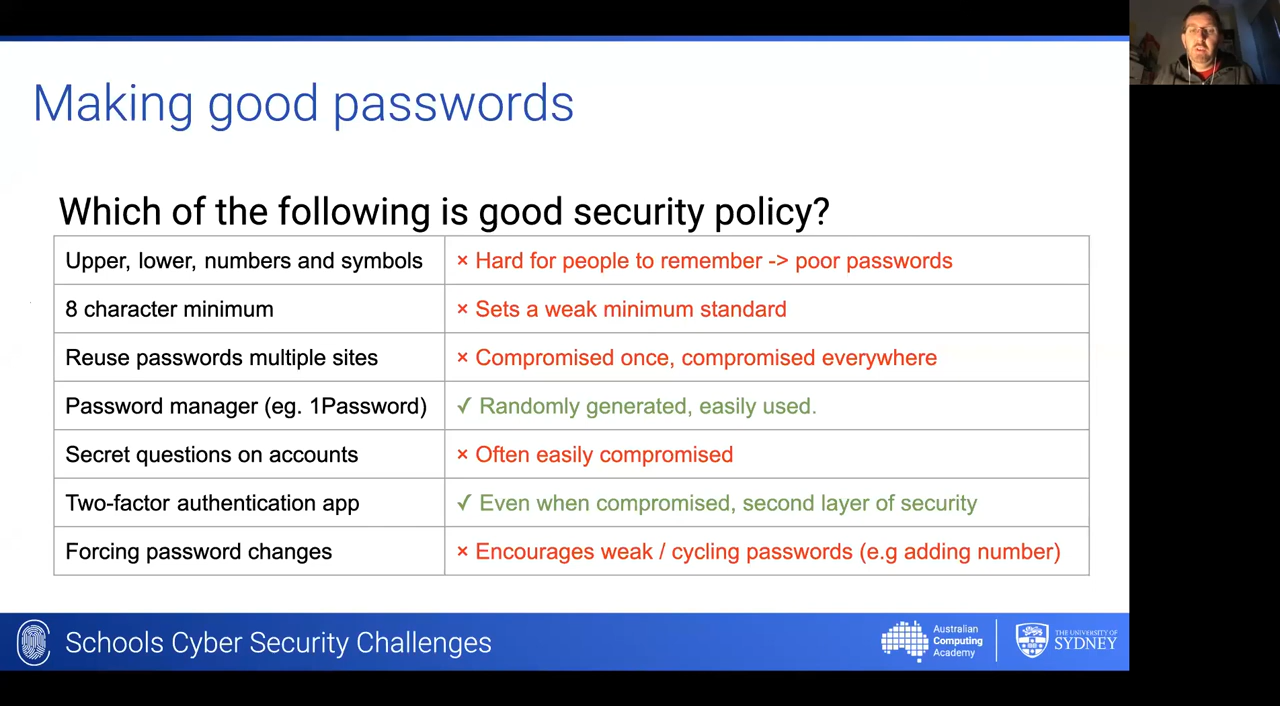 Making good passwords
Which of the following is good security policy?
Upper, lower, numbers and symbols
× Hard for people to remember -> poor passwords
8 character minimum
× Sets a weak minimum standard
Reuse passwords multiple sites
× Compromised once, compromised everywhere
Password manager (eg. 1Password)
✓ Randomly generated, easily used.
Secret questions on accounts
× Often easily compromised
Two-factor authentication app
✓ Even when compromised, second layer of security
Forcing password changes
× Encourages weak / cycling passwords (e.g adding number)
Schools Cyber Security Challenges
Australian
Computing
Academy
THE UNIVERSITY OF
SYDNEY